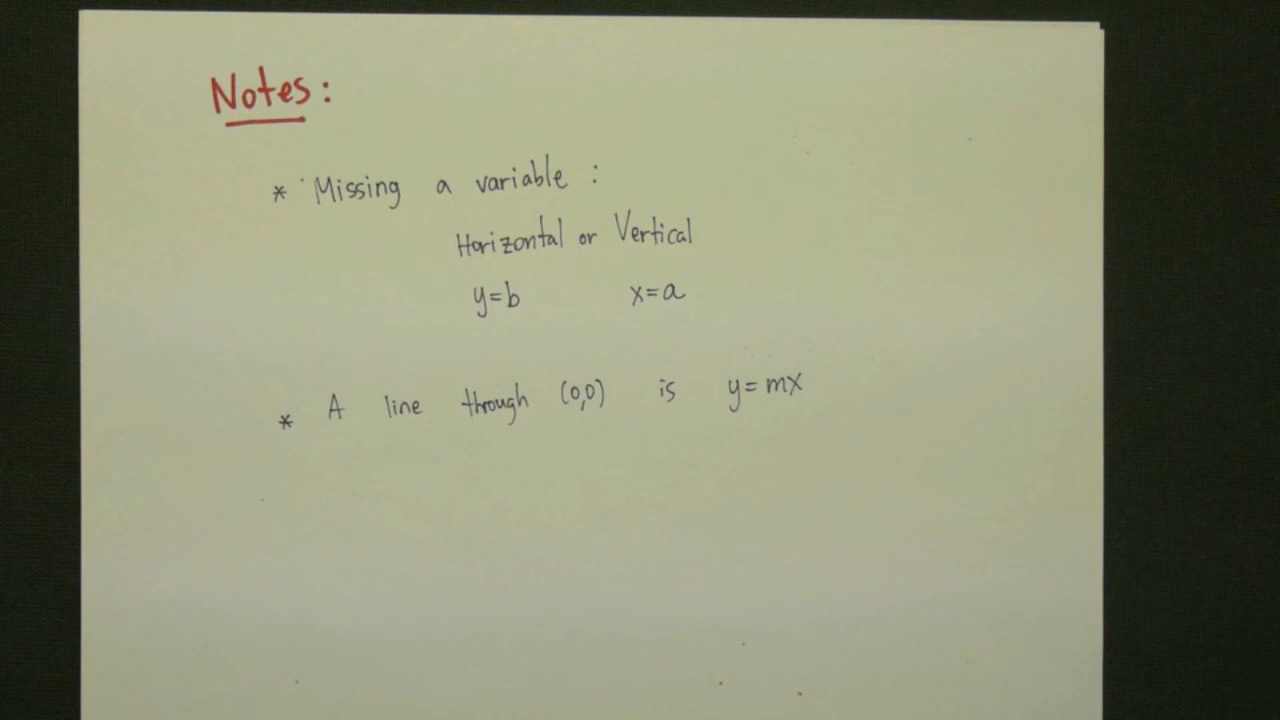 Notes:
* Missing a variable :
Horizontal or Vertical
y=b x=a
* A line through (0,0) is y=mx